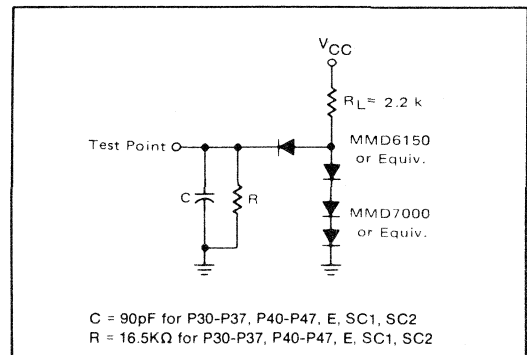 VCC
RL = 2.2 k
Test Point
MMD6150
or Equiv.
C
R
MMD7000
or Equiv.
C = 90pF for P30-P37, P40-P47, E, SC1, SC2
R = 16.5KΩ for P30-P37, P40-P47, E, SC1, SC2